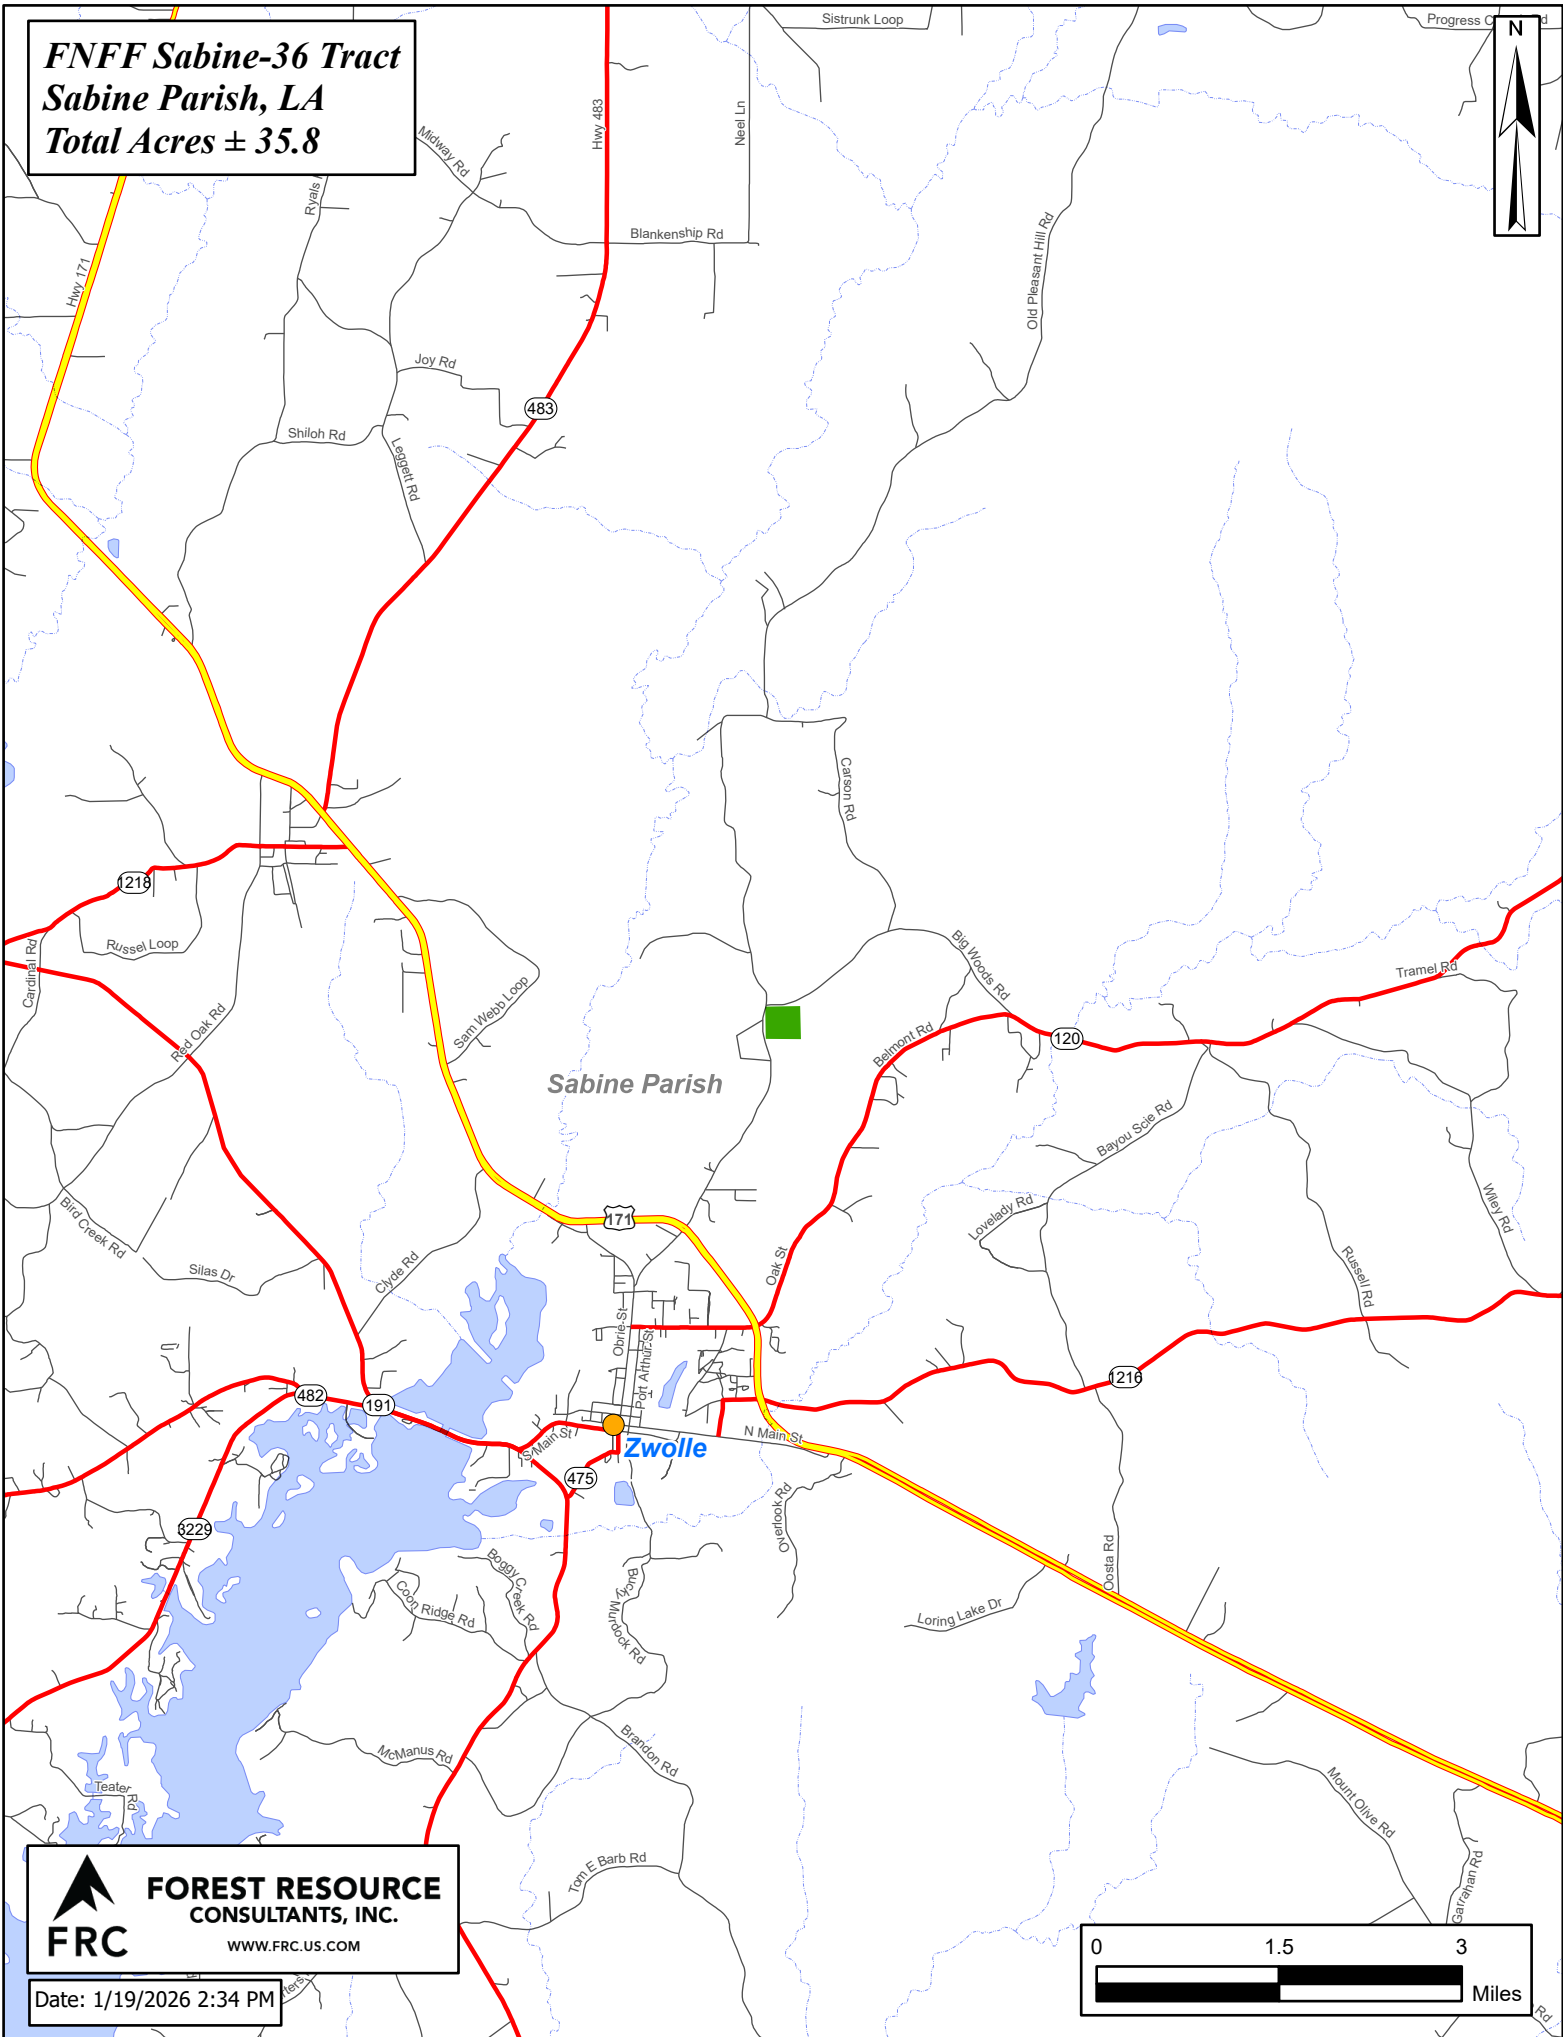 FNFF Sabine-36 Tract
Sabine Parish, LA
Total Acres ± 35.8
N
Sistrunk Loop
Hwy 483
Neel Ln
Midway Rd
Ryals
Blankenship Rd
Old Pleasant Hill Rd
Hwy 171
Joy Rd
483
Shiloh Rd
Leggett Rd
Carson Rd
1218
Russel Loop
Cardinal Rd
Big Woods Rd
Tramel Rd
Sam Webb Loop
Red Oak Rd
Belmont Rd
120
Sabine Parish
Bayou Scie Rd
Lovelady Rd
Wiley Rd
Bird Creek Rd
171
Silas Dr
Clyde Rd
Oak St
Russell Rd
Obrie St
Port Arthur St
482
191
1216
S Main St
Zwolle
N Main St
475
Overlook Rd
3229
Oosta Rd
Boggy Creek Rd
Coon Ridge Rd
Bucky Murdock Rd
Loring Lake Dr
Brandon Rd
McManus Rd
Teater Rd
Mount Olive Rd
Tom E Barb Rd
Garrahan Rd
FRC
FOREST RESOURCE
CONSULTANTS, INC.
WWW.FRC.US.COM
Date: 1/19/2026 2:34 PM
0 1.5 3
Miles
Rd